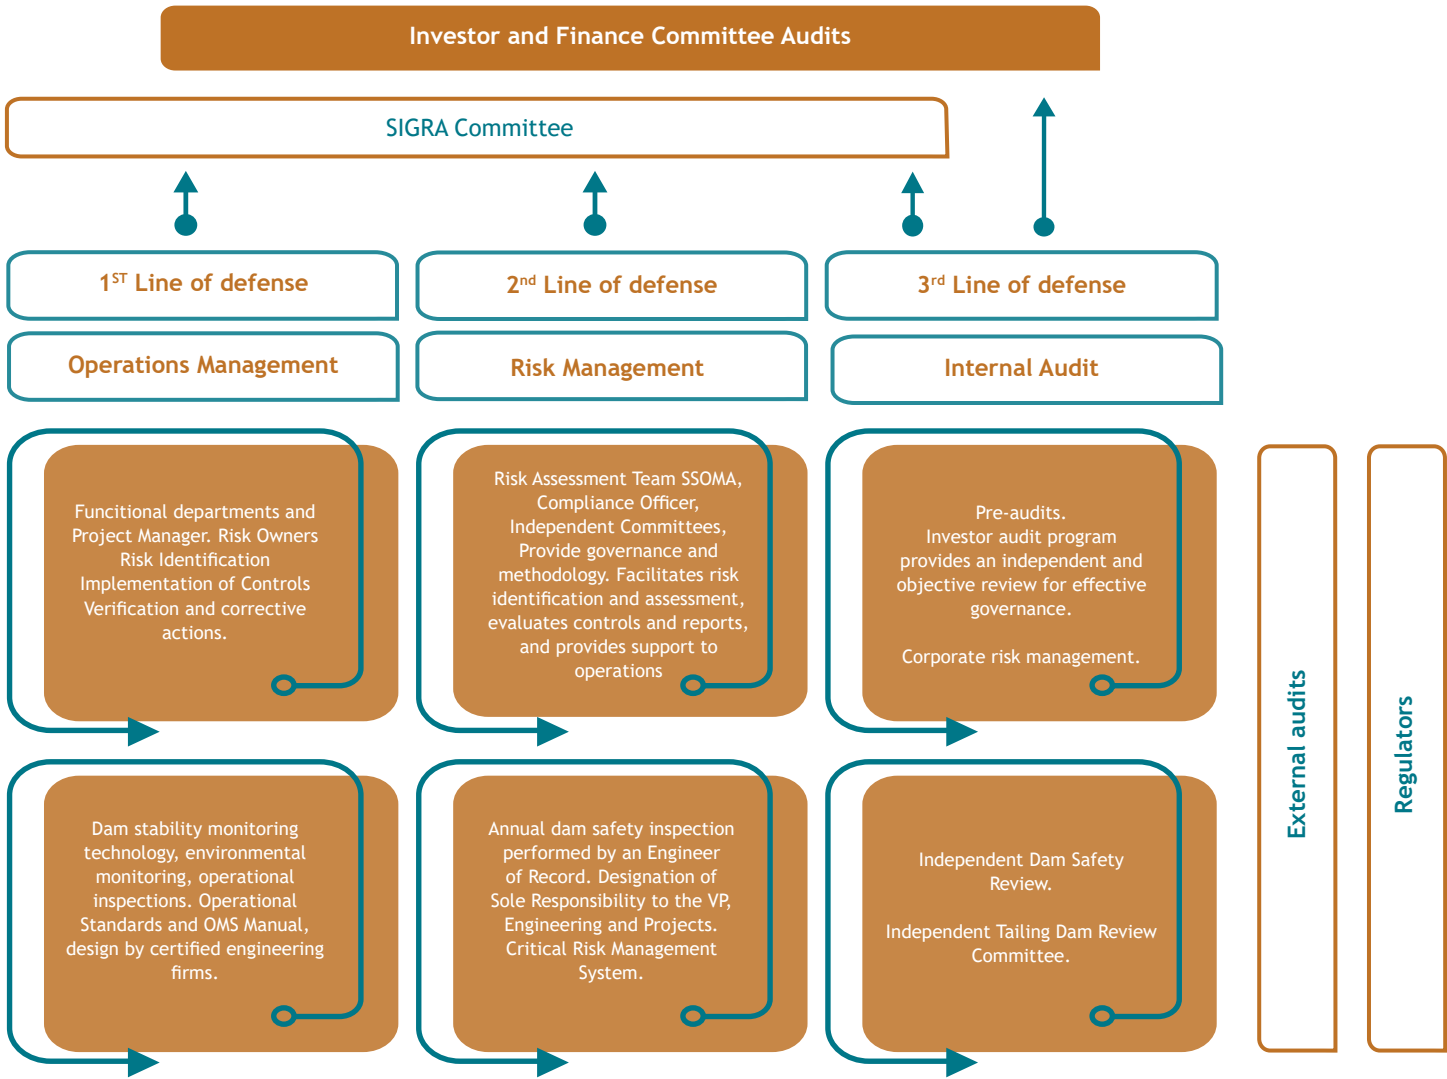 Investor and Finance Committee Audits
SIGRA Committee
1ST Line of defense
2nd Line of defense
3rd Line of defense
Operations Management
Risk Management
Internal Audit
Funcitional departments and
Project Manager. Risk Owners
Risk Identification
Implementation of Controls
Verification and corrective
actions.
Risk Assessment Team SSOMA,
Compliance Officer,
Independent Committees,
Provide governance and
methodology. Facilitates risk
identification and assessment,
evaluates controls and reports,
and provides support to
operations
Pre-audits.
Investor audit program
provides an independent and
objective review for effective
governance.
Corporate risk management.
Dam stability monitoring
technology, environmental
monitoring, operational
inspections. Operational
Standards and OMS Manual,
design by certified engineering
firms.
Annual dam safety inspection
performed by an Engineer
of Record. Designation of
Sole Responsibility to the VP,
Engineering and Projects.
Critical Risk Management
System.
Independent Dam Safety
Review.
Independent Tailing Dam Review
Committee.
External audits
Regulators